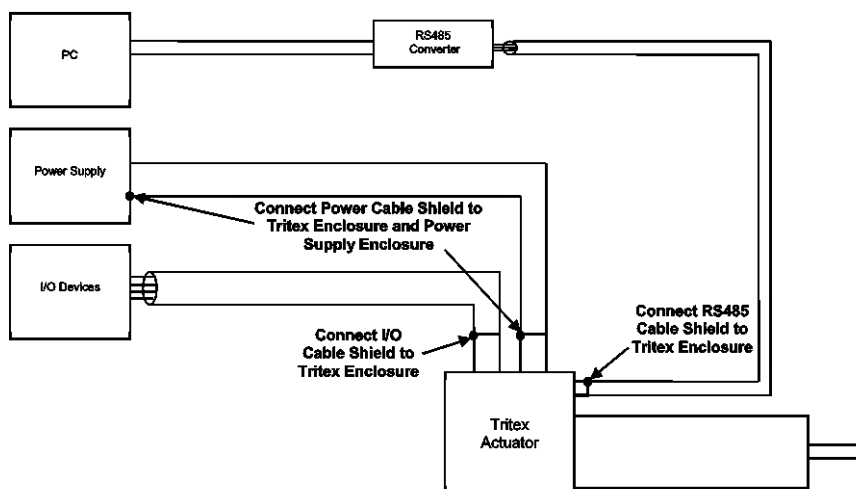 PC
RS485
Converter
Power Supply
Connect Power Cable Shield to
Tritex Enclosure and Power
Supply Enclosure
I/O Devices
Connect I/O
Cable Shield to
Tritex Enclosure
Connect RS485
Cable Shield to
Tritex Enclosure
Tritex
Actuator